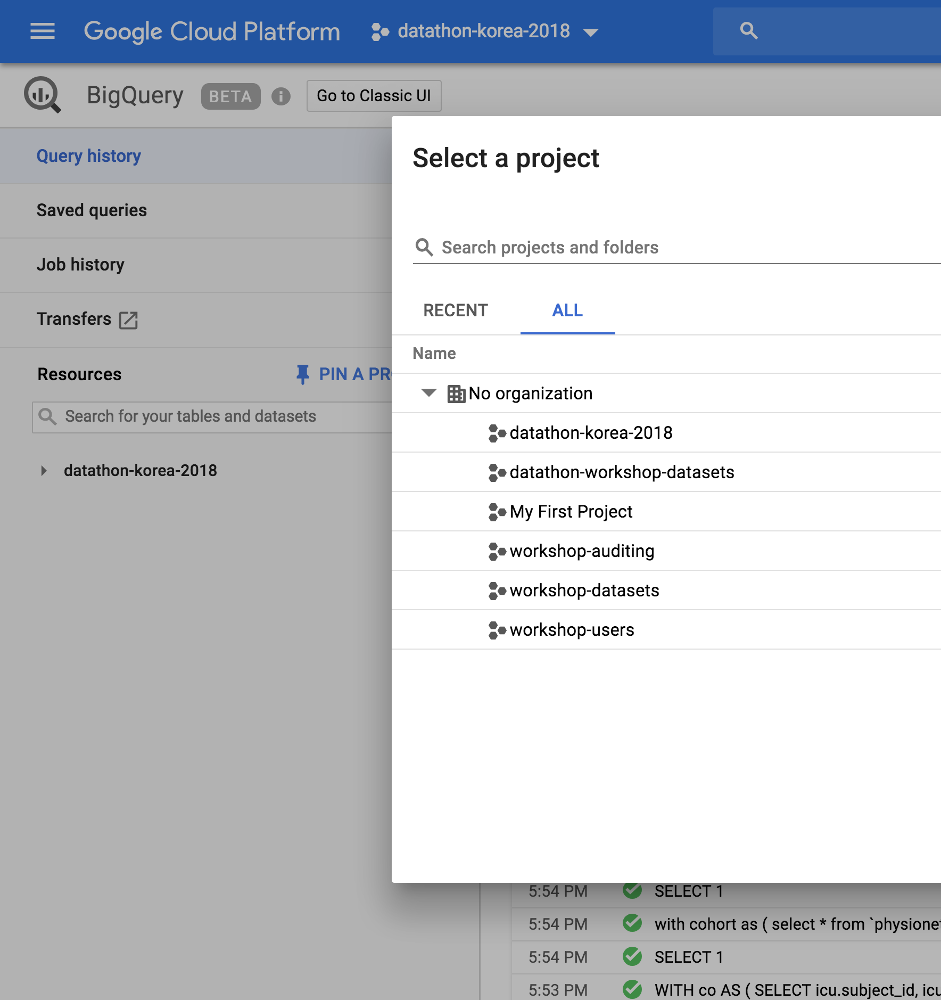 Google Cloud Platform datathon-korea-2018
BigQuery BETA Go to Classic UI
Query history
Saved queries
Job history
Transfers
Resources PIN A
Search for your tables and datasets
datathon-korea-2018
Select a project
Search projects and folders
RECENT ALL
Name
No organization
datathon-korea-2018
datathon-workshop-datasets
My First Project
workshop-auditing
workshop-datasets
workshop-users
5:54 PM SELECT 1
5:54 PM with cohort as ( select * from
5:54 PM SELECT 1
5:53 PM WITH co AS ( SELECT icu.subject_id,